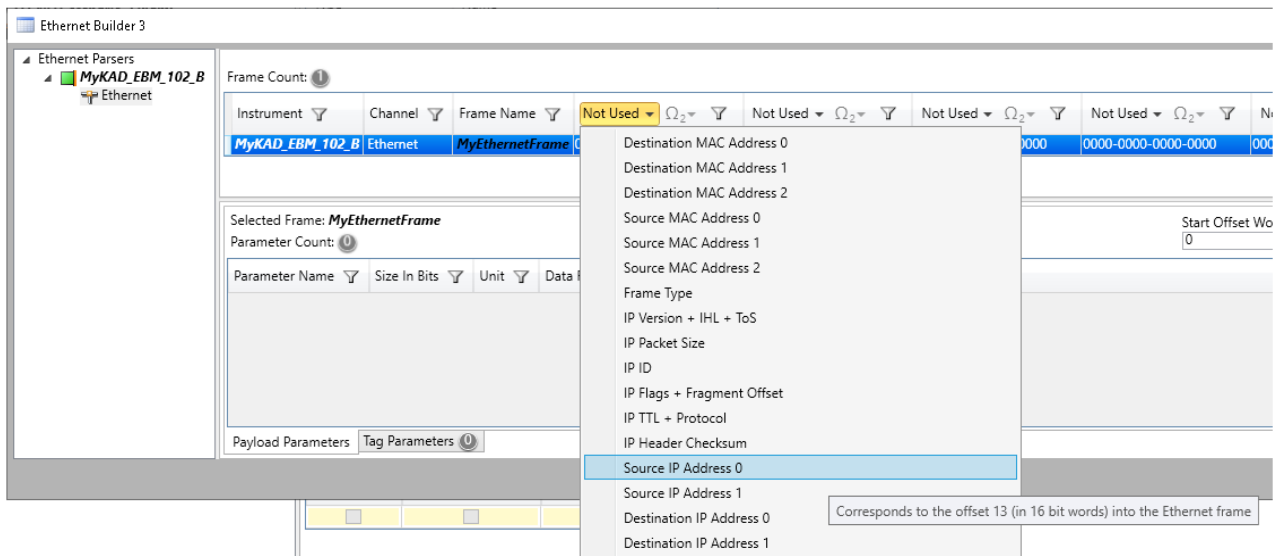 Ethernet Builder 3
Ethernet Parsers
MyKAD_EBM_102_B
Ethernet
Frame Count: 1
Instrument Channel Frame Name Not Used Ω2 Not Used Ω2 Not Used Ω2 Not Used Ω2
MyKAD_EBM_102_B Ethernet MyEthernetFrame 0000-0000-0000-0000
Selected Frame: MyEthernetFrame
Parameter Count: 0
Start Offset
0
Parameter Name Size In Bits Unit Data
Payload Parameters Tag Parameters 0
Destination MAC Address 0
Destination MAC Address 1
Destination MAC Address 2
Source MAC Address 0
Source MAC Address 1
Source MAC Address 2
Frame Type
IP Version + IHL + ToS
IP Packet Size
IP ID
IP Flags + Fragment Offset
IP TTL + Protocol
IP Header Checksum
Source IP Address 0
Source IP Address 1
Destination IP Address 0
Destination IP Address 1
Corresponds to the offset 13 (in 16 bit words) into the Ethernet frame